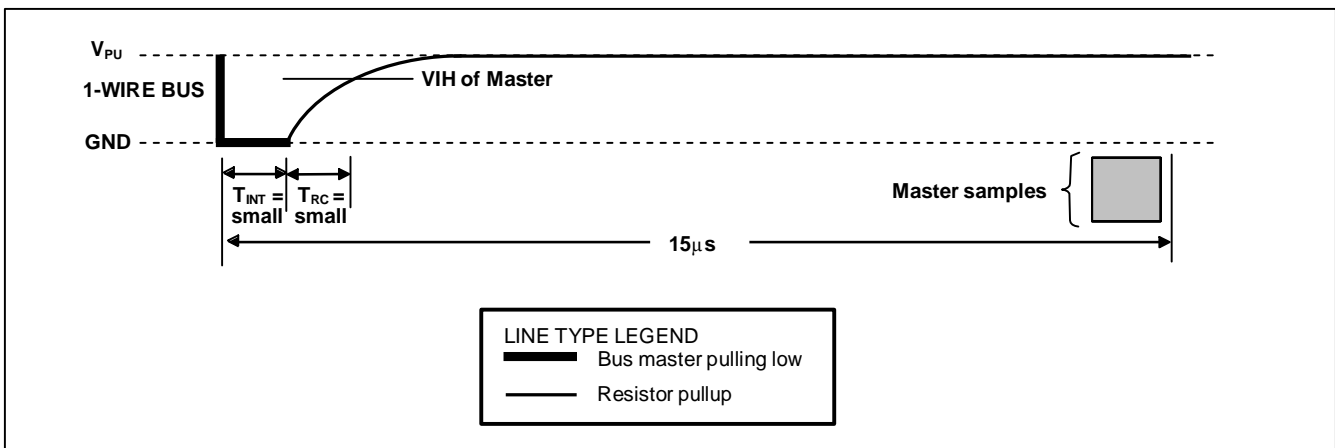 VPU
1-WIRE BUS
VIH of Master
GND
TINT = small
TRC = small
Master samples
15μs
LINE TYPE LEGEND
Bus master pulling low
Resistor pullup